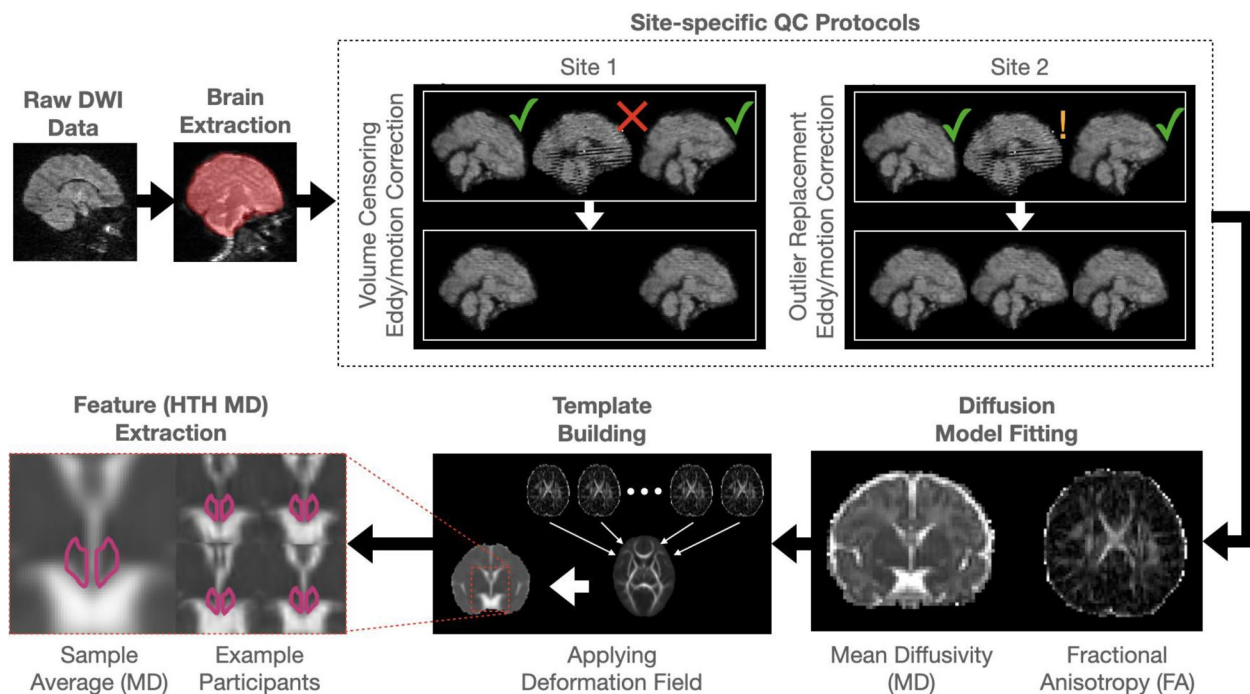 Site-specific QC Protocols
Site 1
Site 2
Raw DWI
Data
Brain
Extraction
Volume Censoring
Eddy/motion Correction
Outlier Replacement
Eddy/motion Correction
!
Feature (HTH MD)
Extraction
Template
Building
Diffusion
Model Fitting
Sample
Average (MD)
Example
Participants
Applying
Deformation Field
Mean Diffusivity
(MD)
Fractional
Anisotropy (FA)